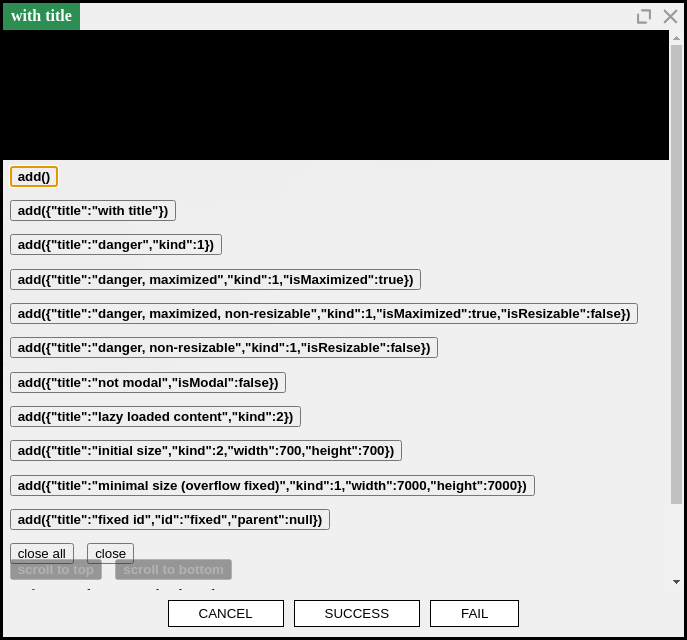 with title
add()
add({"title":"with title"})
add({"title":"danger","kind":1})
add({"title":"danger, maximized","kind":1,"isMaximized":true})
add({"title":"danger, maximized, non-resizable","kind":1,"isMaximized":true,"isResizable":false})
add({"title":"danger, non-resizable","kind":1,"isResizable":false})
add({"title":"not modal","isModal":false})
add({"title":"lazy loaded content","kind":2})
add({"title":"initial size","kind":2,"width":700,"height":700})
add({"title":"minimal size (overflow fixed)","kind":1,"width":7000,"height":7000})
add({"title":"fixed id","id":"fixed","parent":null})
close all close
scroll to top scroll to bottom
CANCEL SUCCESS FAIL